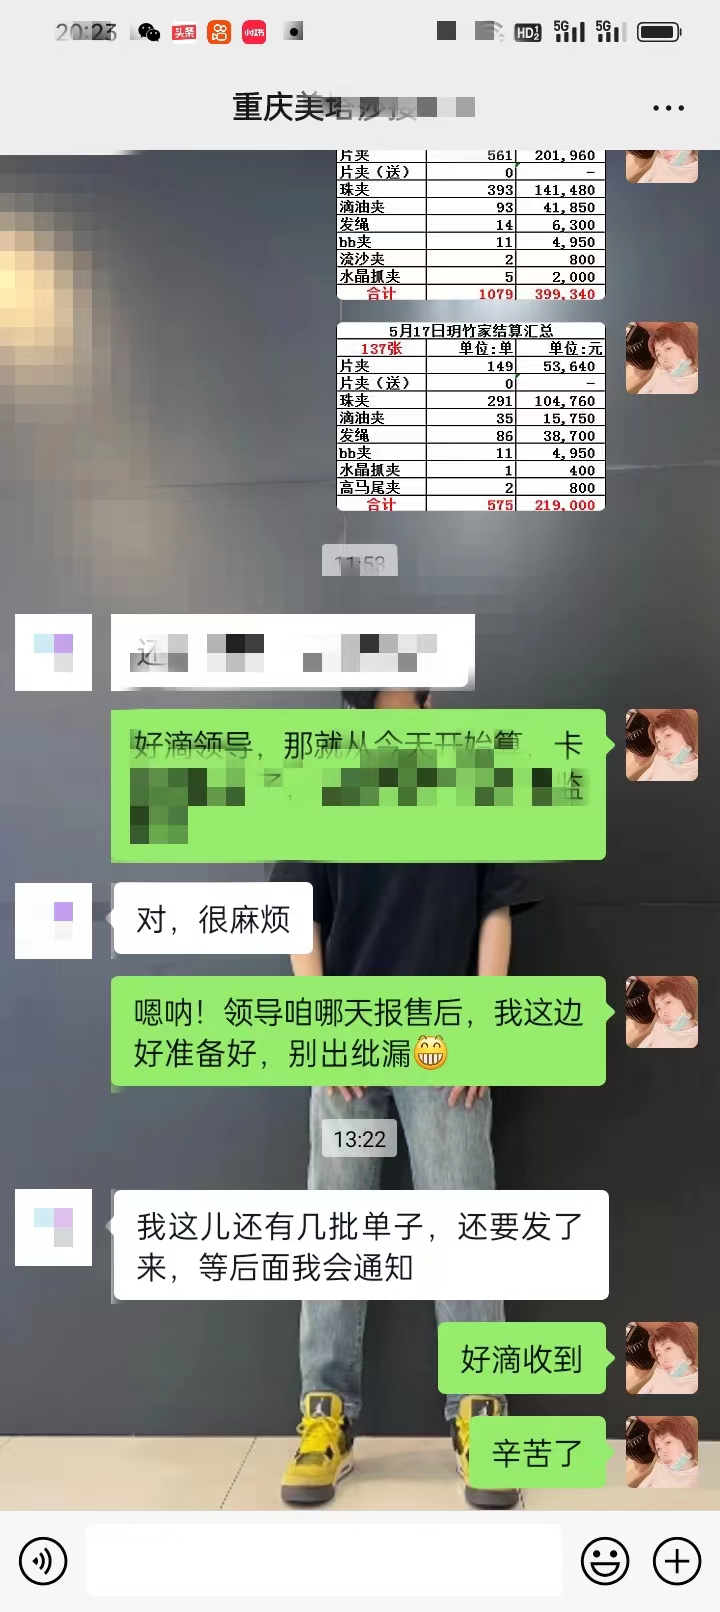 20:23
头条
小红书
HD
5G
5G
重庆美塔莎接
片夹 561 201,960
片夹（送） 0 –
珠夹 393 141,480
滴油夹 93 41,850
发绳 14 6,300
bb夹 11 4,950
流沙夹 2 800
水晶抓夹 5 2,000
合计 1079 399,340
5月17日玥竹家结算汇总
137张 单位:单 单位:元
片夹 149 53,640
片夹（送） 0 –
珠夹 291 104,760
滴油夹 35 15,750
发绳 86 38,700
bb夹 11 4,950
水晶抓夹 1 400
高马尾夹 2 800
合计 575 219,000
11:53
还
好滴领导，那就从今天开始算，卡
监
对，很麻烦
嗯呐！领导咱哪天报售后，我这边
好准备好，别出纰漏😁
13:22
我这儿还有几批单子，还要发了
来，等后面我会通知
好滴收到
辛苦了